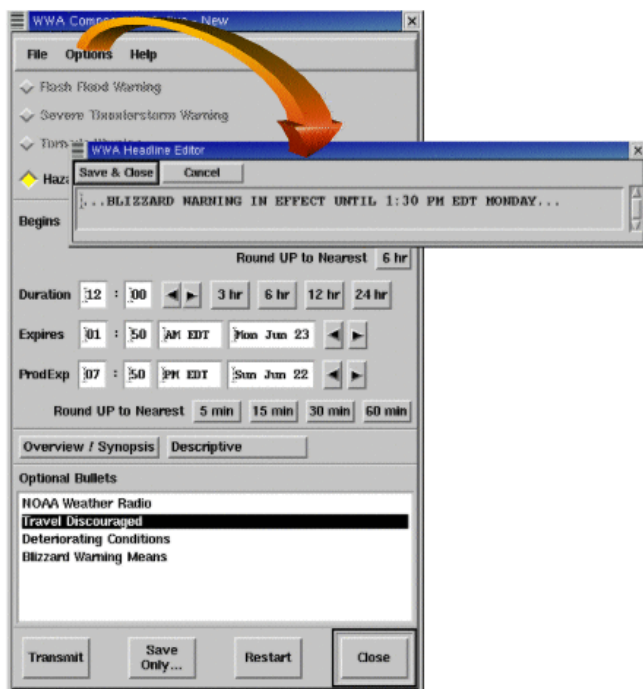 WWA - New
File Options Help
Flash Flood Warning
Severe Thunderstorm Warning
WWA Headline Editor
Save & Close Cancel
...BLIZZARD WARNING IN EFFECT UNTIL 1:30 PM EDT MONDAY...
Begins
Round UP to Nearest 6 hr
Duration 12 : 00 3 hr 6 hr 12 hr 24 hr
Expires 01 : 50 AM EDT Mon Jun 23
ProdExp 07 : 50 PM EDT Sun Jun 22
Round UP to Nearest 5 min 15 min 30 min 60 min
Overview / Synopsis Descriptive
Optional Bullets
NOAA Weather Radio
Travel Discouraged
Deteriorating Conditions
Blizzard Warning Means
Transmit Save Only... Restart Close